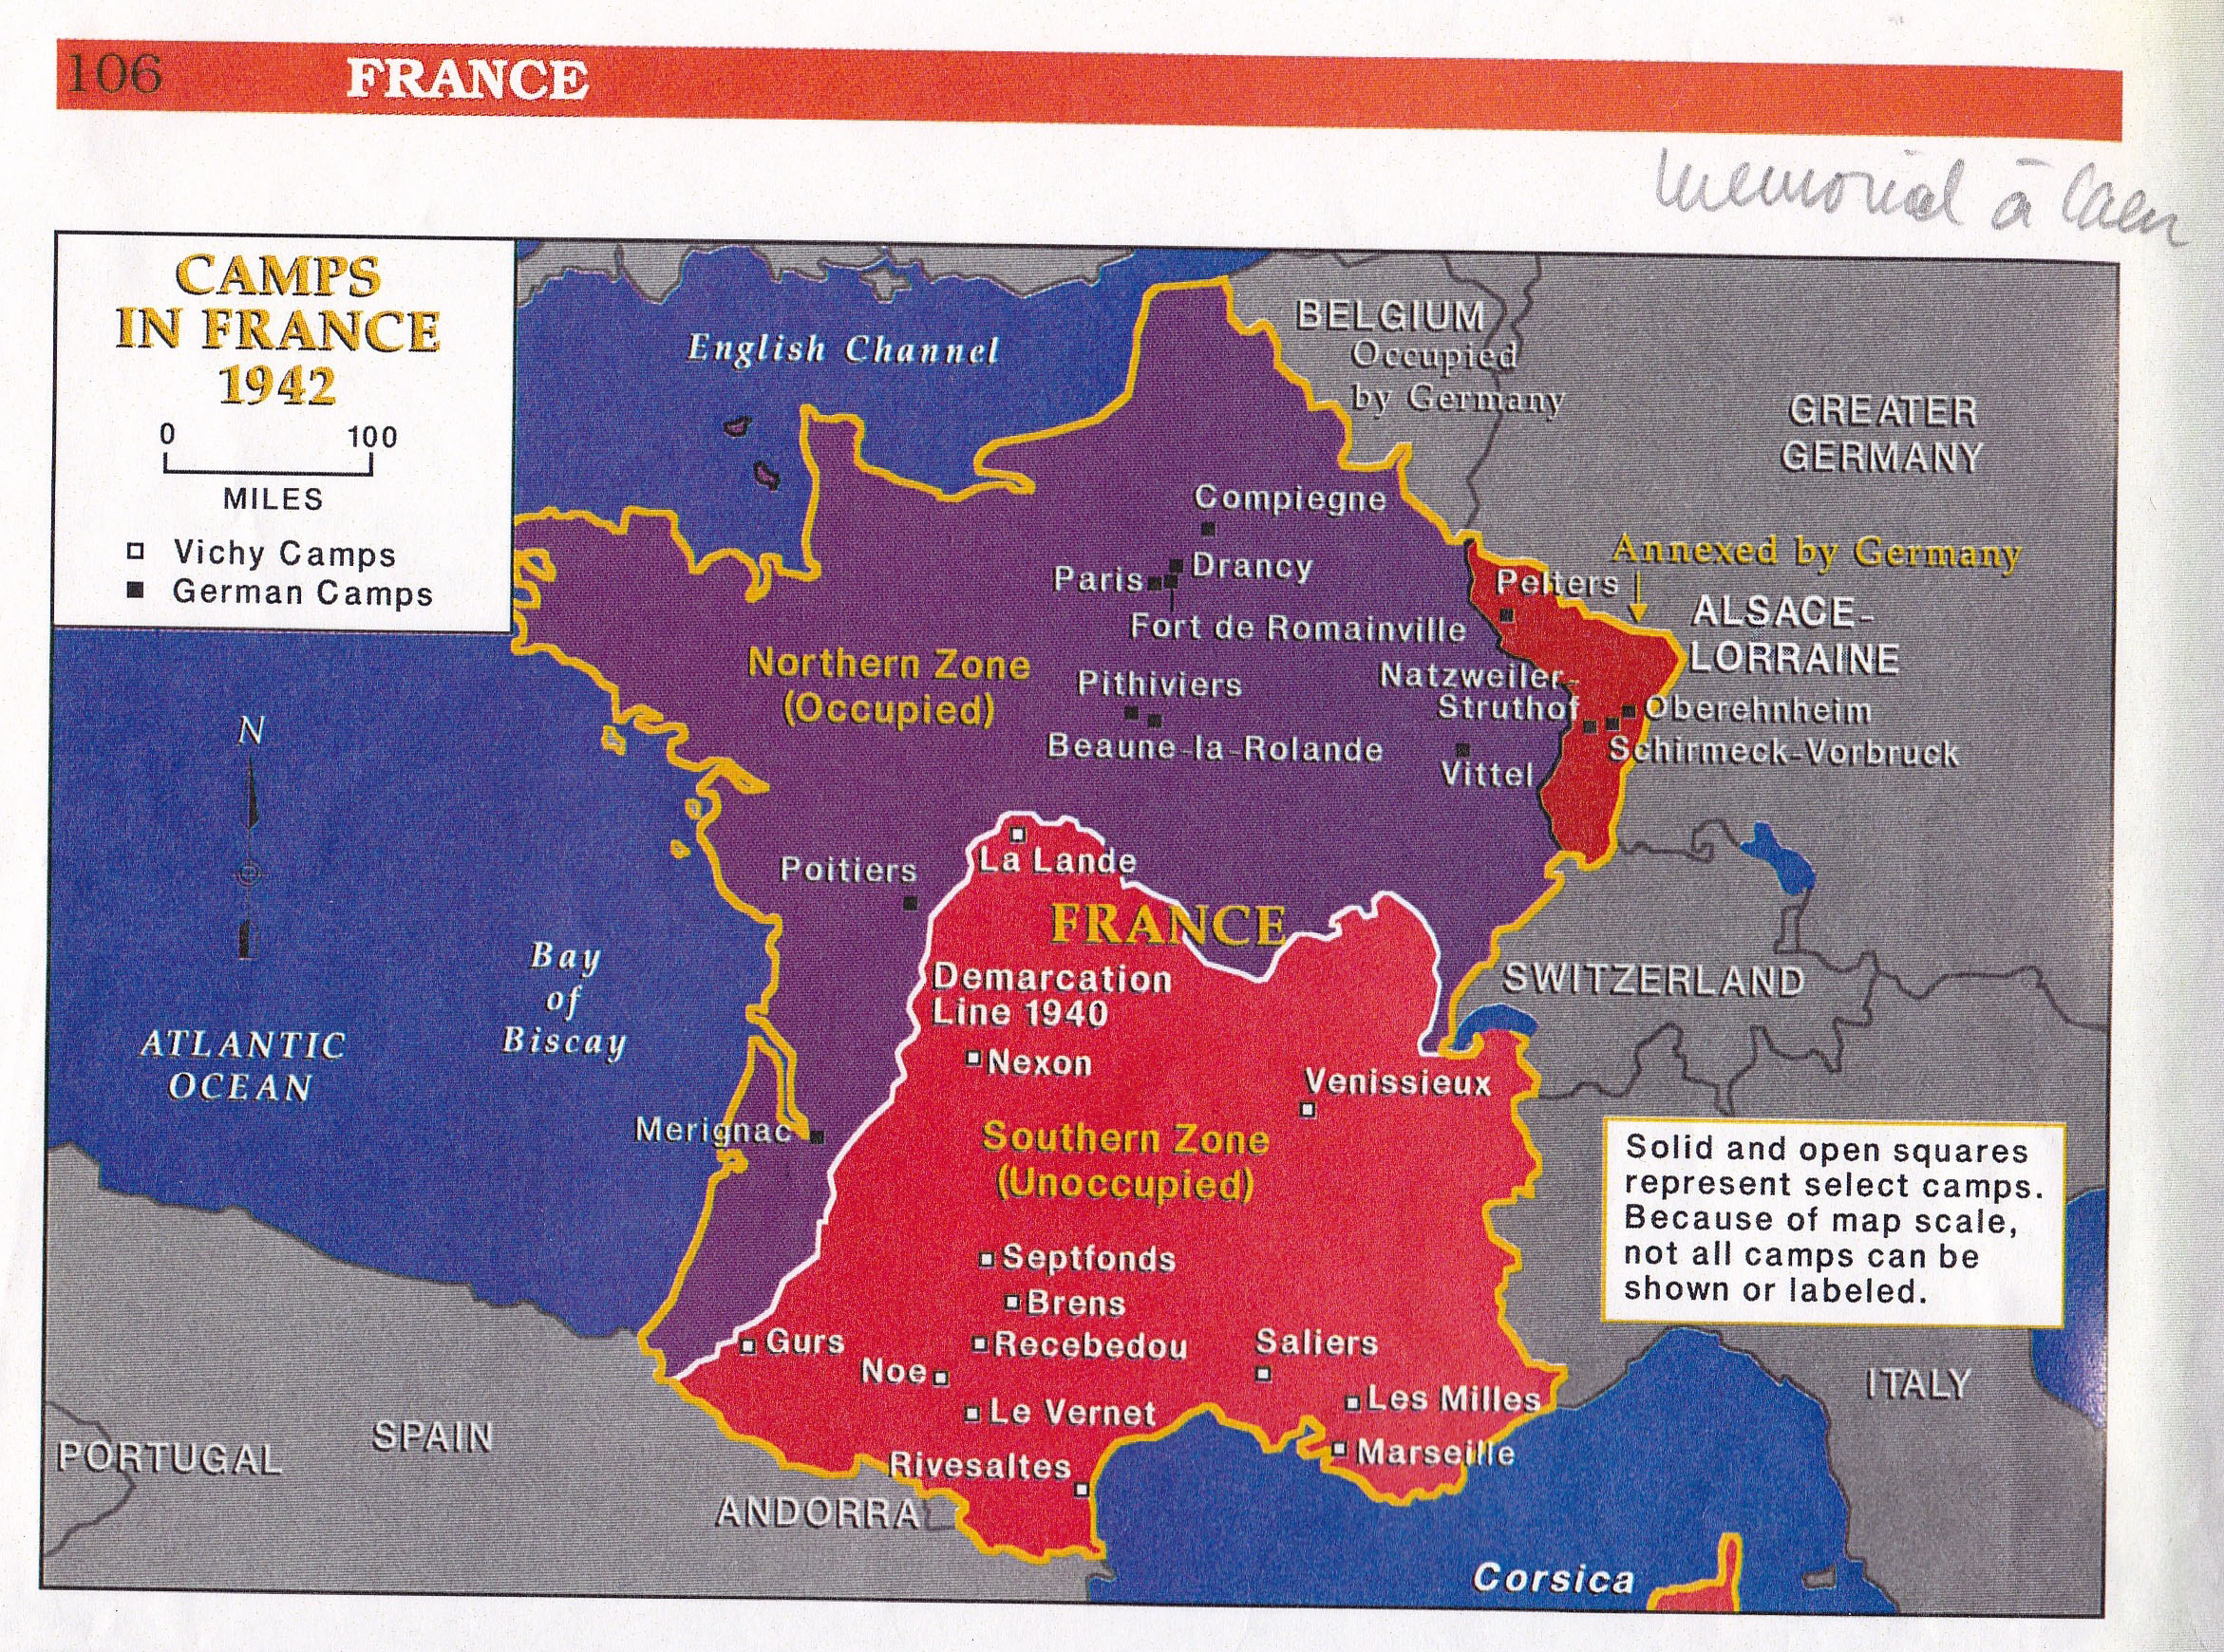 106 FRANCE
Memorial à Caen
CAMPS
IN FRANCE
1942
0 100
MILES
Vichy Camps
German Camps
English Channel
BELGIUM
Occupied
by Germany
GREATER
GERMANY
Compiegne
Annexed by Germany
Drancy
Paris
Pelters
ALSACE-
LORRAINE
Fort de Romainville
Northern Zone
(Occupied)
Pithiviers
Natzweiler-
Struthof
Oberehnheim
Beaune-la-Rolande
Schirmeck-Vorbruck
Vittel
N
La Lande
Poitiers
FRANCE
Bay
of
Biscay
Demarcation
Line 1940
SWITZERLAND
ATLANTIC
OCEAN
Nexon
Venissieux
Merignac
Southern Zone
(Unoccupied)
Solid and open squares
represent select camps.
Because of map scale,
not all camps can be
shown or labeled.
Septfonds
Brens
Gurs
Recebedou
Saliers
Noe
Les Milles
ITALY
Le Vernet
SPAIN
PORTUGAL
Marseille
Rivesaltes
ANDORRA
Corsica